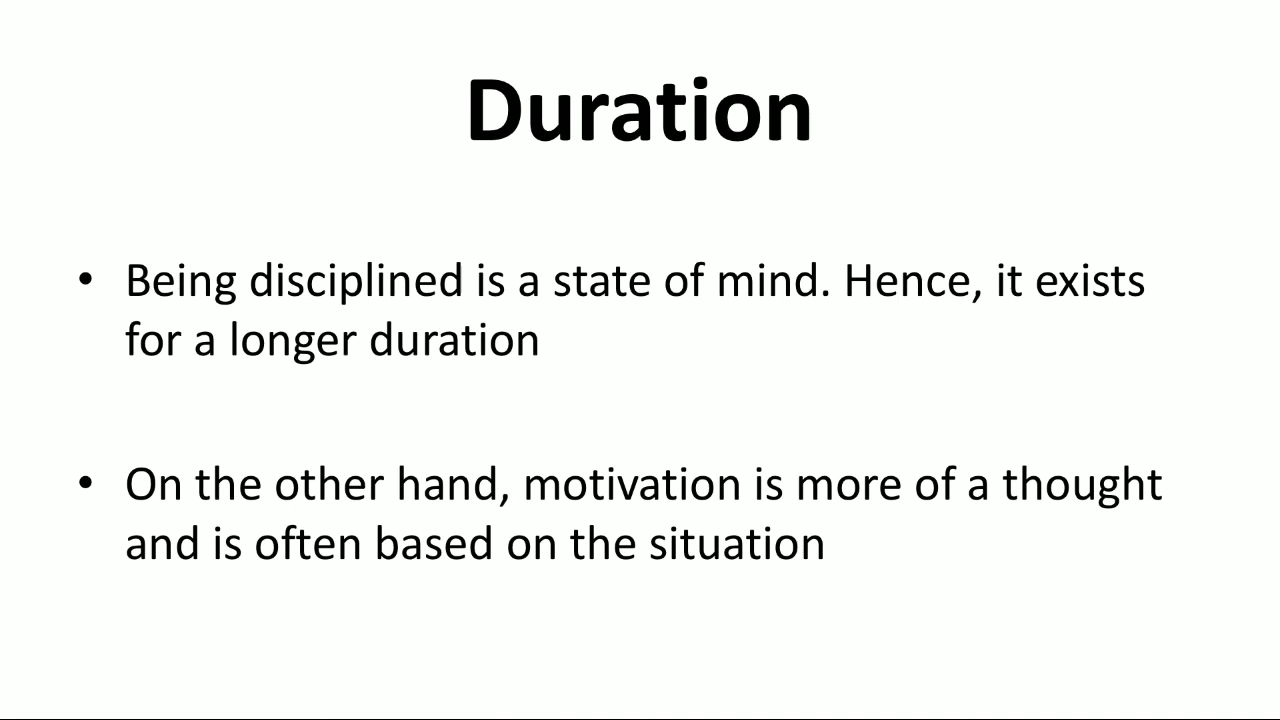 Duration
• Being disciplined is a state of mind. Hence, it exists
for a longer duration
• On the other hand, motivation is more of a thought
and is often based on the situation